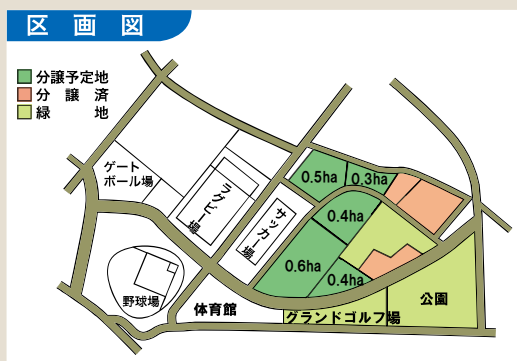 区画図
分譲予定地
分譲済
緑地
ゲート
ボール場
ラグビー場
サッカー場
0.5ha
0.3ha
0.4ha
0.6ha
0.4ha
野球場
体育館
グランドゴルフ場
公園